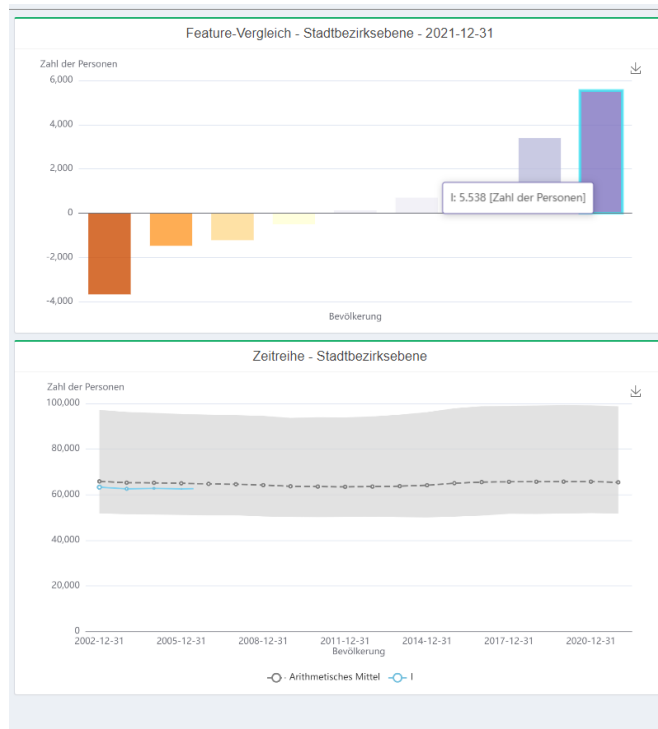 Feature-Vergleich - Stadtbezirksebene - 2021-12-31
Zahl der Personen
6,000
4,000
2,000
I: 5.538 [Zahl der Personen]
0
-2,000
-4,000
Bevölkerung
Zeitreihe - Stadtbezirksebene
Zahl der Personen
100,000
80,000
60,000
40,000
20,000
0
2002-12-31 2005-12-31 2008-12-31 2011-12-31 2014-12-31 2017-12-31 2020-12-31
Bevölkerung
Arithmetisches Mittel I